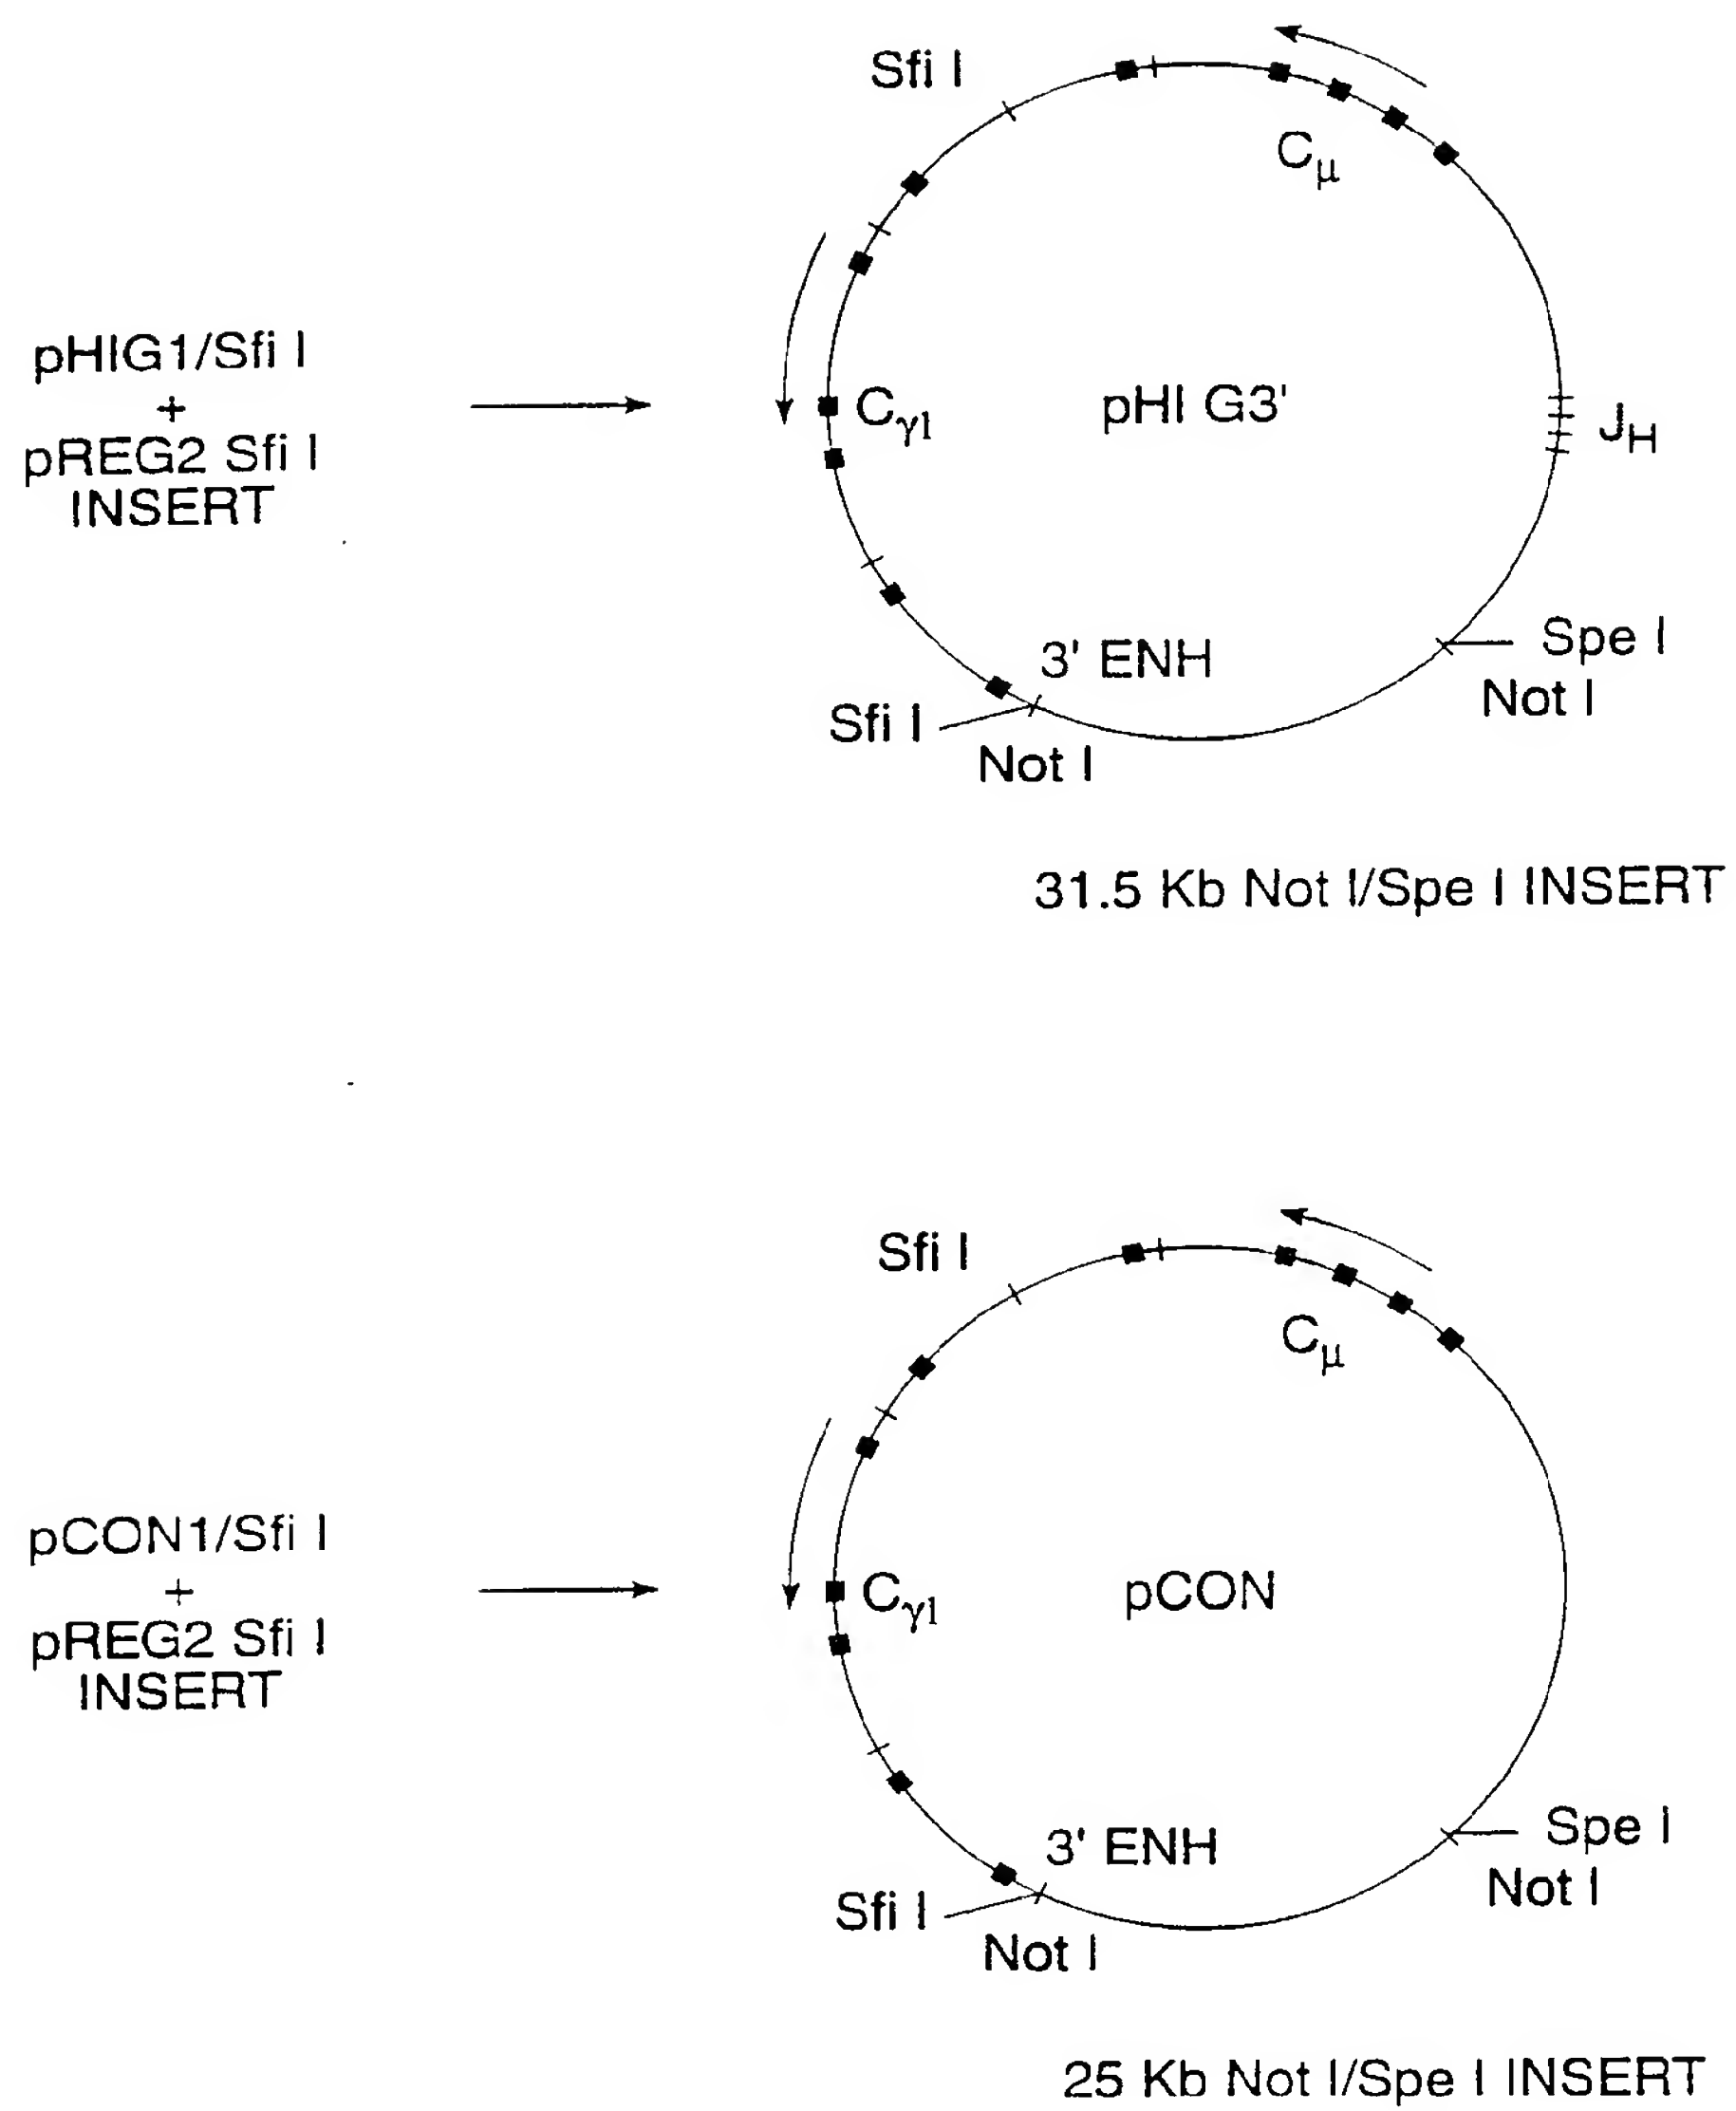 pHIG1/Sfi I
+
pREG2 Sfi I
INSERT
Sfi I
Cμ
Cγ1
pHI G3'
JH
3' ENH
Spe I
Not I
Sfi I
Not I
31.5 Kb Not I/Spe I INSERT
pCON1/Sfi I
+
pREG2 Sfi I
INSERT
Sfi I
Cμ
Cγ1
pCON
3' ENH
Spe I
Not I
Sfi I
Not I
25 Kb Not I/Spe I INSERT